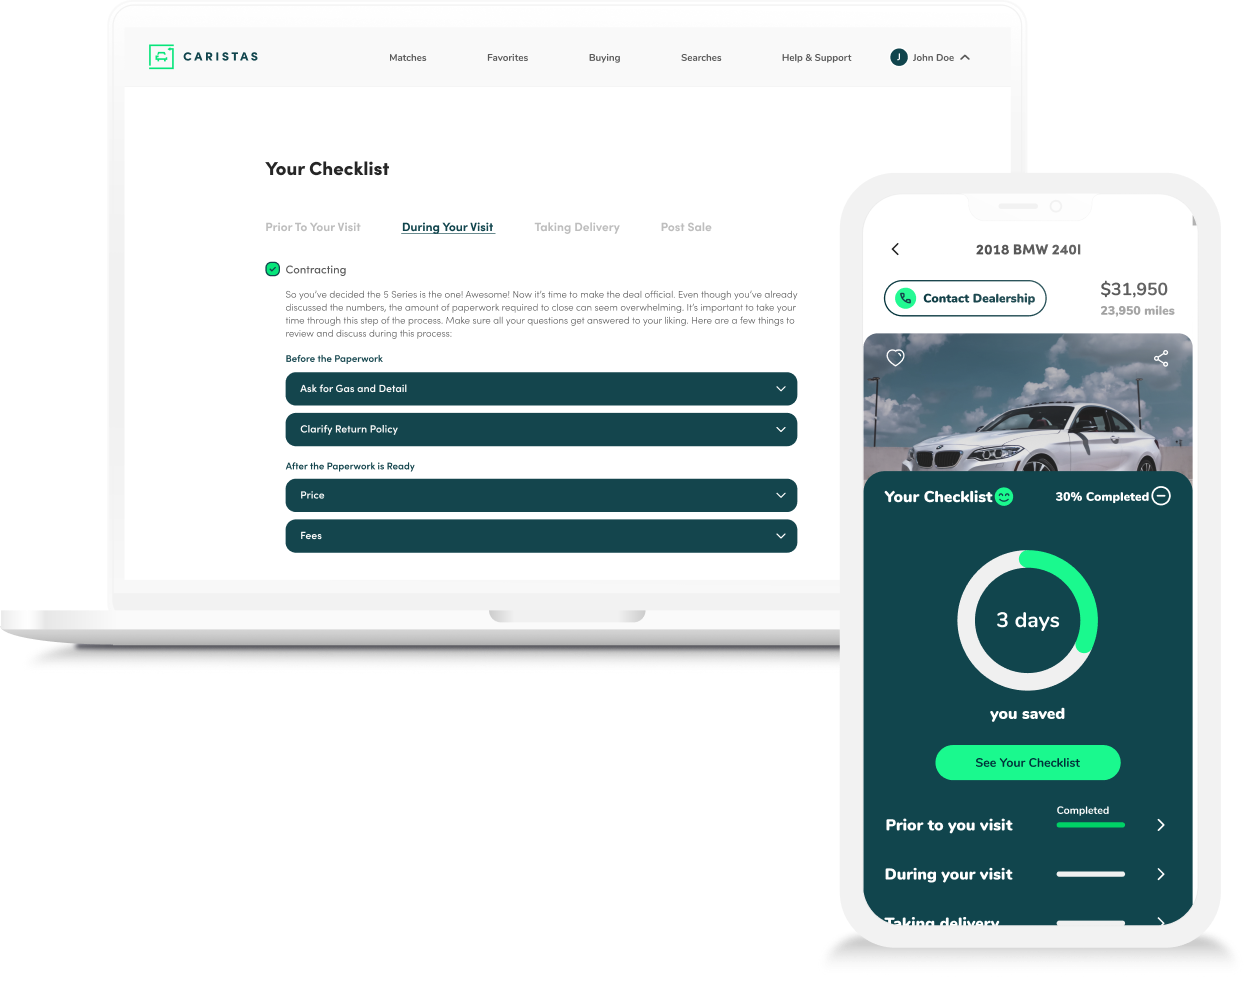 CARISTAS
Matches
Favorites
Buying
Searches
Help & Support
J
John Doe
Your Checklist
Prior To Your Visit
During Your Visit
Taking Delivery
Post Sale
Contracting
So you've decided the 5 Series is the one! Awesome! Now it's time to make the deal official. Even though you've already
discussed the numbers, the amount of paperwork required to close can seem overwhelming. It's important to take your
time through this step of the process. Make sure all your questions get answered to your liking. Here are a few things to
review and discuss during this process:
Before the Paperwork
Ask for Gas and Detail
Clarify Return Policy
After the Paperwork is Ready
Price
Fees
2018 BMW 240I
Contact Dealership
$31,950
23,950 miles
Your Checklist
30% Completed
3 days
you saved
See Your Checklist
Completed
Prior to you visit
During your visit
Taking delivery